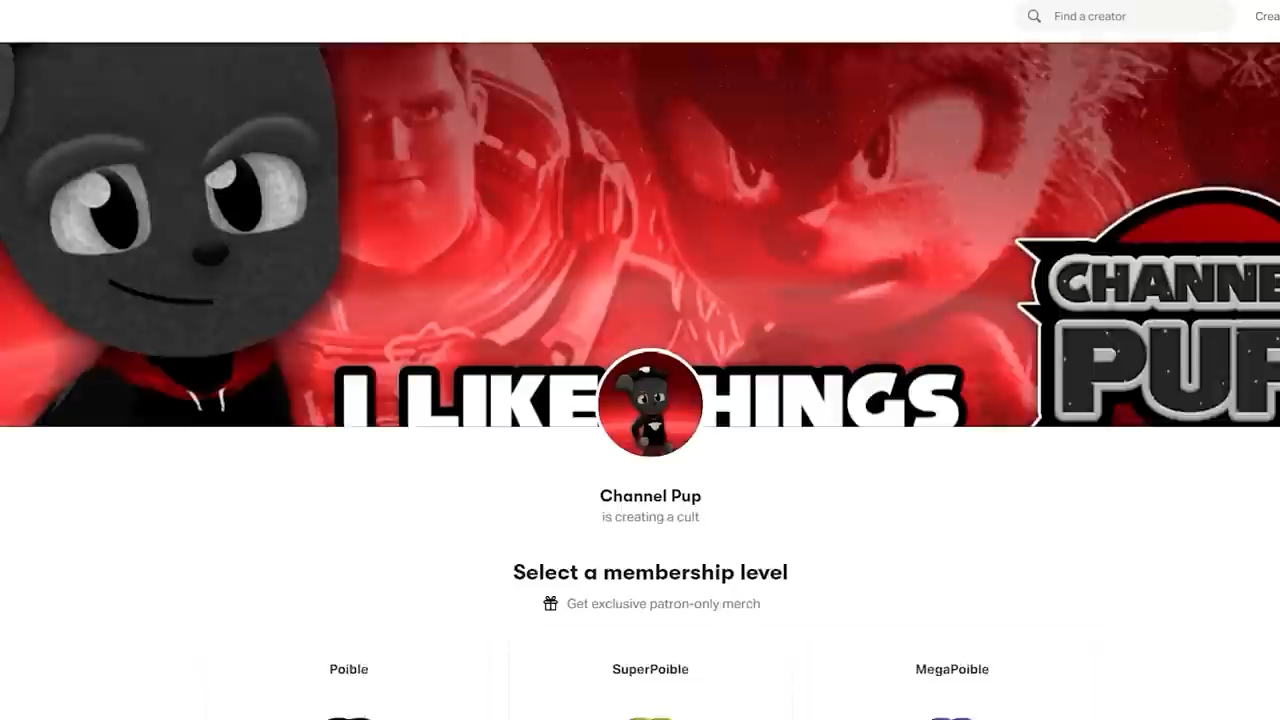 Find a creator
Crea
CHANNE
PUP
I LIKE HINGS
Channel Pup
is creating a cult
Select a membership level
Get exclusive patron-only merch
Poible
SuperPoible
MegaPoible